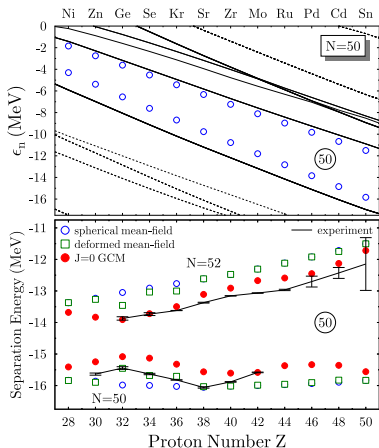 Ni Zn Ge Se Kr Sr Zr Mo Ru Pd Cd Sn
0
-2
-4
-6
-8
-10
-12
-14
-16
ϵn (MeV)
N=50
50
-11
-12
-13
-14
-15
-16
Separation Energy (MeV)
spherical mean-field
deformed mean-field
J=0 GCM
experiment
N=52
50
N=50
28 30 32 34 36 38 40 42 44 46 48 50
Proton Number Z